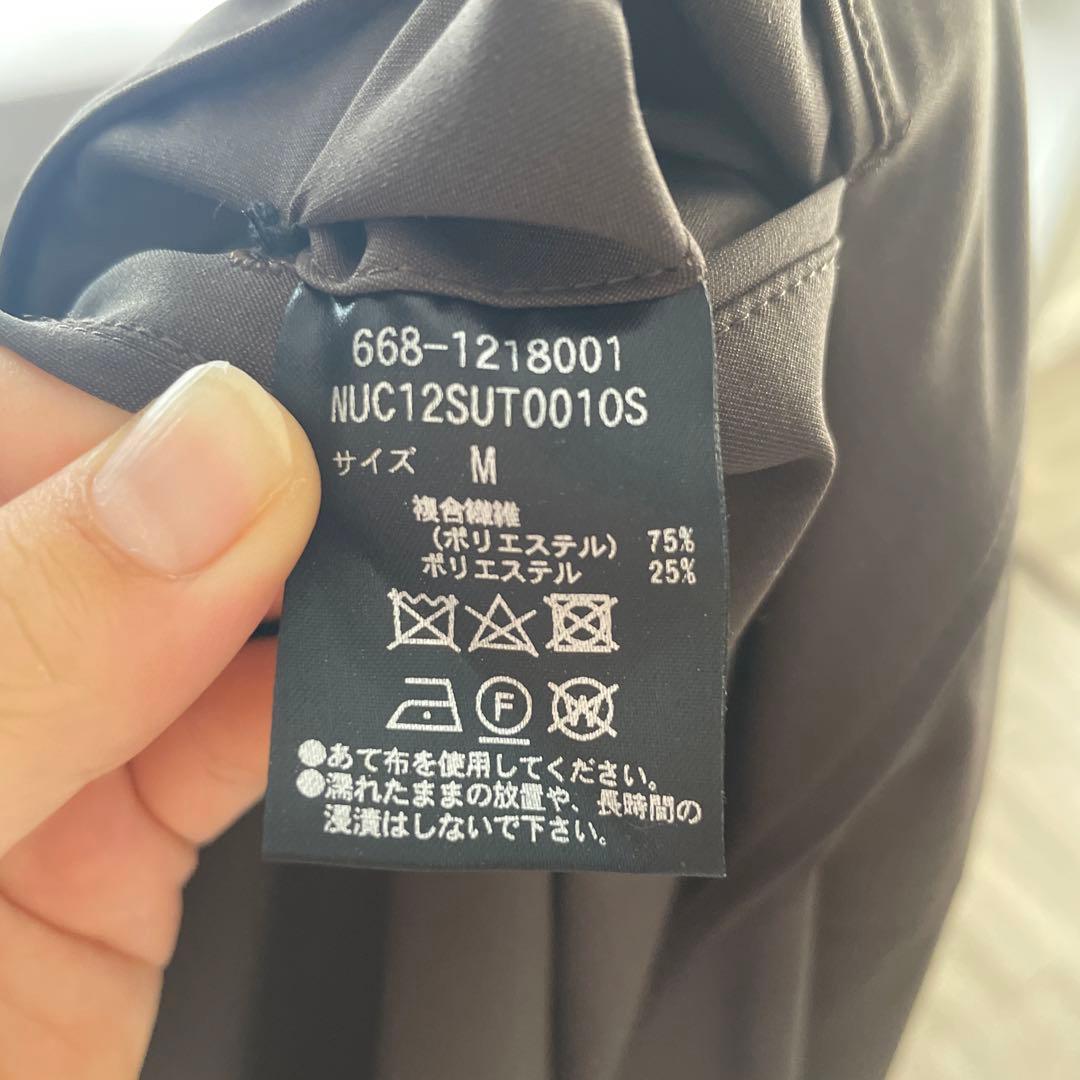 668-1218001
NUC12SUT0010S
サイズ M
複合繊維
(ポリエステル) 75%
ポリエステル 25%
F W
●あて布を使用してください。
●濡れたままの放置や、長時間の
浸漬はしないで下さい。